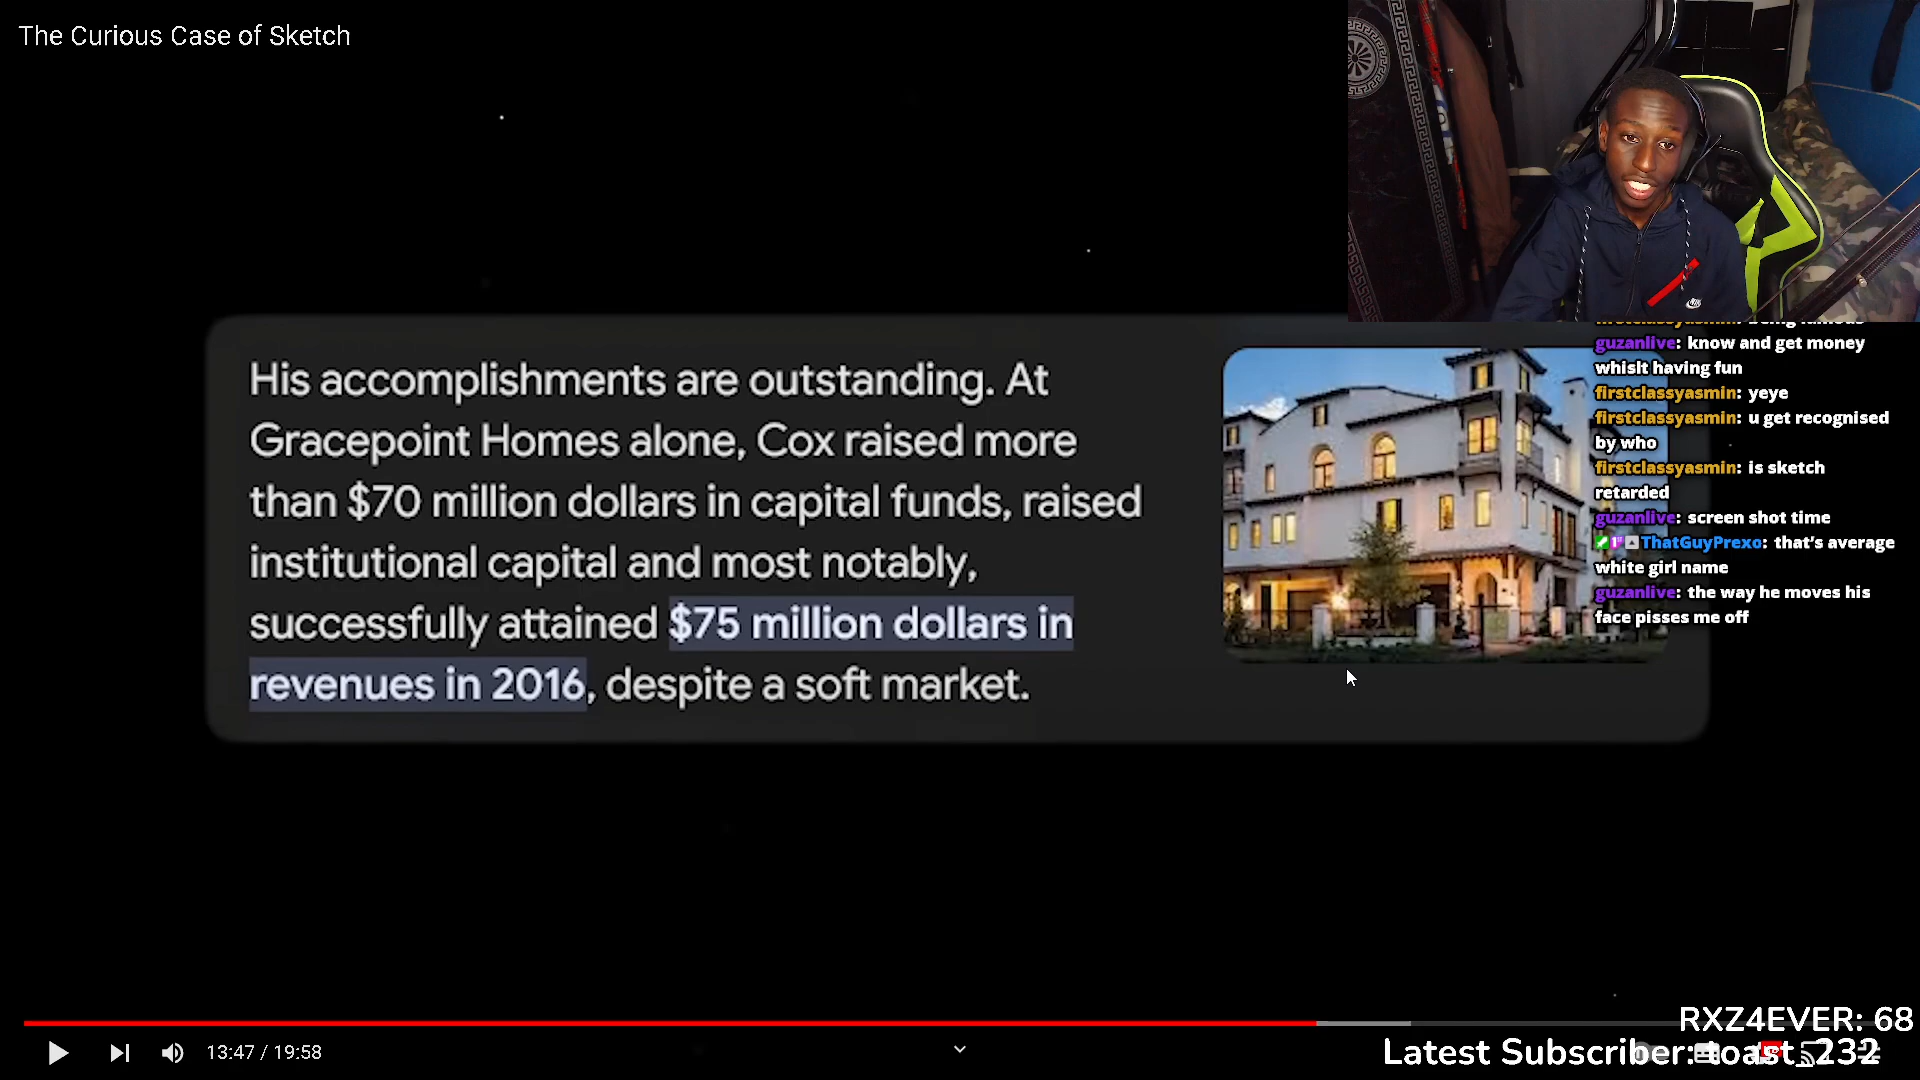 The Curious Case of Sketch
His accomplishments are outstanding. At
Gracepoint Homes alone, Cox raised more
than $70 million dollars in capital funds, raised
institutional capital and most notably,
successfully attained $75 million dollars in
revenues in 2016, despite a soft market.
guzanlive: know and get money
whislt having fun
firstclassyasmin: yeye
firstclassyasmin: u get recognised
by who
firstclassyasmin: is sketch
retarded
guzanlive: screen shot time
ThatGuyPrexo: that's average
white girl name
guzanlive: the way he moves his
face pisses me off
RXZ4EVER: 68
Latest Subscriber: toast_232
13:47 / 19:58